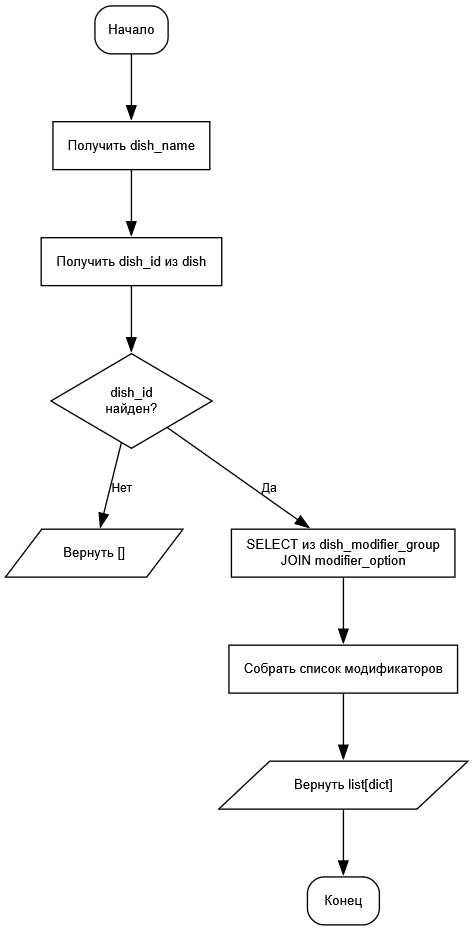 Начало
Получить dish_name
Получить dish_id из dish
dish_id
найден?
Нет
Да
Вернуть []
SELECT из dish_modifier_group
JOIN modifier_option
Собрать список модификаторов
Вернуть list[dict]
Конец